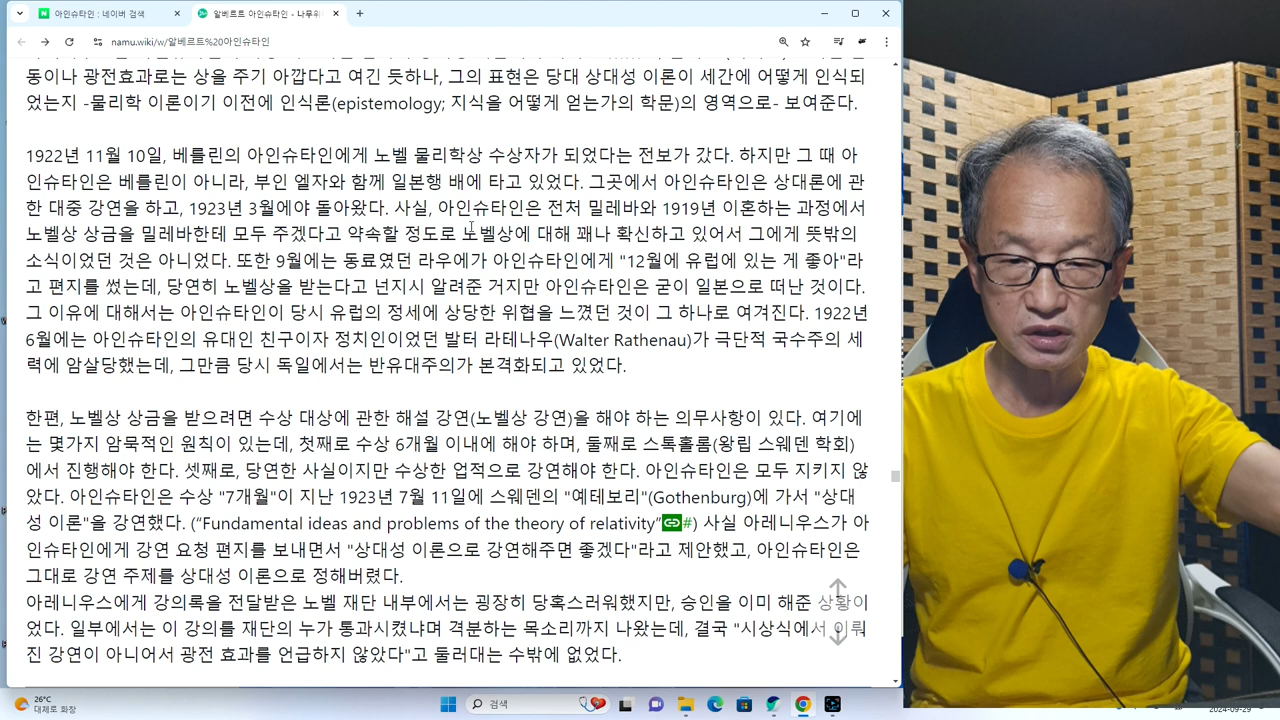 아인슈타인 : 네이버 검색
알베르트 아인슈타인 - 나무위
namu.wiki/w/알베르트%20아인슈타인
동이나 광전효과로는 상을 주기 아깝다고 여긴 듯하나, 그의 표현은 당대 상대성 이론이 세간에 어떻게 인식되
었는지 -물리학 이론이기 이전에 인식론(epistemology; 지식을 어떻게 얻는가의 학문)의 영역으로- 보여준다.
1922년 11월 10일, 베를린의 아인슈타인에게 노벨 물리학상 수상자가 되었다는 전보가 갔다. 하지만 그 때 아
인슈타인은 베를린이 아니라, 부인 엘자와 함께 일본행 배에 타고 있었다. 그곳에서 아인슈타인은 상대론에 관
한 대중 강연을 하고, 1923년 3월에야 돌아왔다. 사실, 아인슈타인은 전처 밀레바와 1919년 이혼하는 과정에서
노벨상 상금을 밀레바한테 모두 주겠다고 약속할 정도로 노벨상에 대해 꽤나 확신하고 있어서 그에게 뜻밖의
소식이었던 것은 아니었다. 또한 9월에는 동료였던 라우에가 아인슈타인에게 "12월에 유럽에 있는 게 좋아"라
고 편지를 썼는데, 당연히 노벨상을 받는다고 넌지시 알려준 거지만 아인슈타인은 굳이 일본으로 떠난 것이다.
그 이유에 대해서는 아인슈타인이 당시 유럽의 정세에 상당한 위협을 느꼈던 것이 그 하나로 여겨진다. 1922년
6월에는 아인슈타인의 유대인 친구이자 정치인이었던 발터 라테나우(Walter Rathenau)가 극단적 국수주의 세
력에 암살당했는데, 그만큼 당시 독일에서는 반유대주의가 본격화되고 있었다.
한편, 노벨상 상금을 받으려면 수상 대상에 관한 해설 강연(노벨상 강연)을 해야 하는 의무사항이 있다. 여기에
는 몇가지 암묵적인 원칙이 있는데, 첫째로 수상 6개월 이내에 해야 하며, 둘째로 스톡홀롬(왕립 스웨덴 학회)
에서 진행해야 한다. 셋째로, 당연한 사실이지만 수상한 업적으로 강연해야 한다. 아인슈타인은 모두 지키지 않
았다. 아인슈타인은 수상 "7개월"이 지난 1923년 7월 11일에 스웨덴의 "예테보리"(Gothenburg)에 가서 "상대
성 이론"을 강연했다. ("Fundamental ideas and problems of the theory of relativity"#) 사실 아레니우스가 아
인슈타인에게 강연 요청 편지를 보내면서 "상대성 이론으로 강연해주면 좋겠다"라고 제안했고, 아인슈타인은
그대로 강연 주제를 상대성 이론으로 정해버렸다.
아레니우스에게 강의록을 전달받은 노벨 재단 내부에서는 굉장히 당혹스러워했지만, 승인을 이미 해준 상황이
었다. 일부에서는 이 강의를 재단의 누가 통과시켰냐며 격분하는 목소리까지 나왔는데, 결국 "시상식에서 이뤄
진 강연이 아니어서 광전 효과를 언급하지 않았다"고 둘러대는 수밖에 없었다.
26°C
대체로 화창
검색
2024-09-29